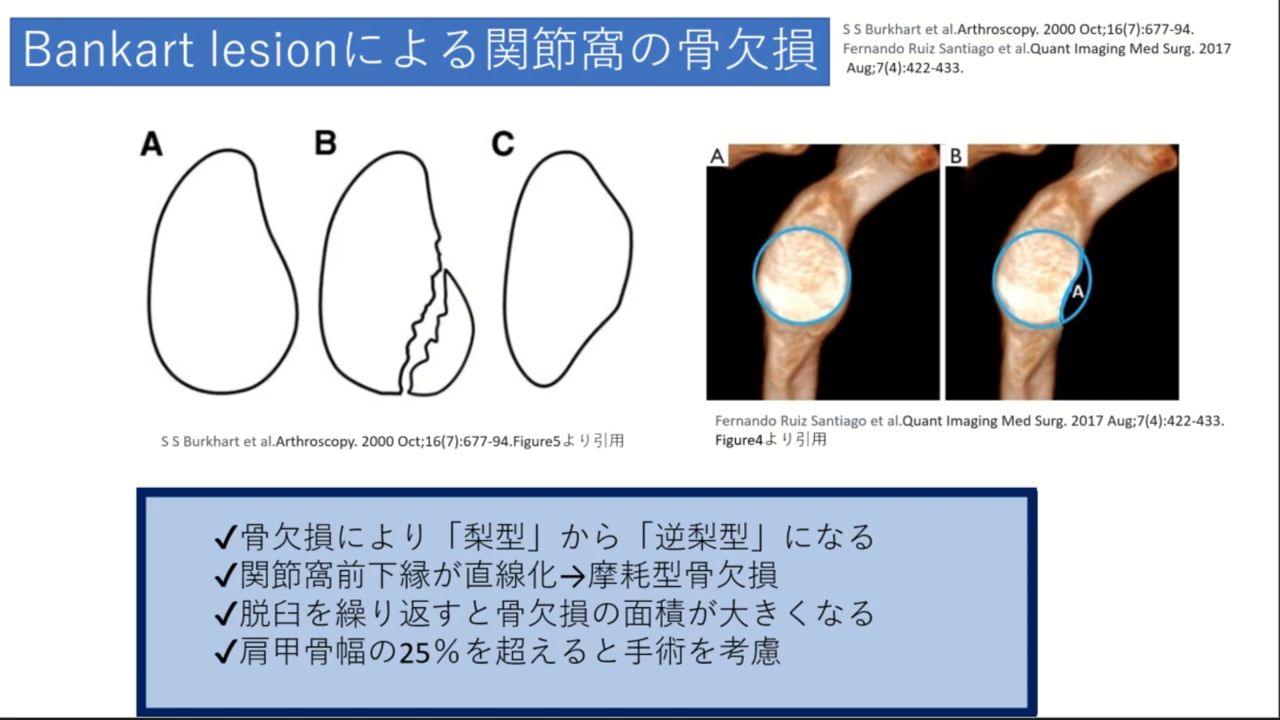 Bankart lesionによる関節窩の骨欠損
S S Burkhart et al.Arthroscopy. 2000 Oct;16(7):677-94.
Fernando Ruiz Santiago et al.Quant Imaging Med Surg. 2017
Aug;7(4):422-433.
A
B
C
A
B
A
S S Burkhart et al.Arthroscopy. 2000 Oct;16(7):677-94.Figure5より引用
Fernando Ruiz Santiago et al.Quant Imaging Med Surg. 2017 Aug;7(4):422-433.
Figure4より引用
✓骨欠損により「梨型」から「逆梨型」になる
✓関節窩前下縁が直線化→摩耗型骨欠損
✓脱臼を繰り返すと骨欠損の面積が大きくなる
✓肩甲骨幅の25%を超えると手術を考慮